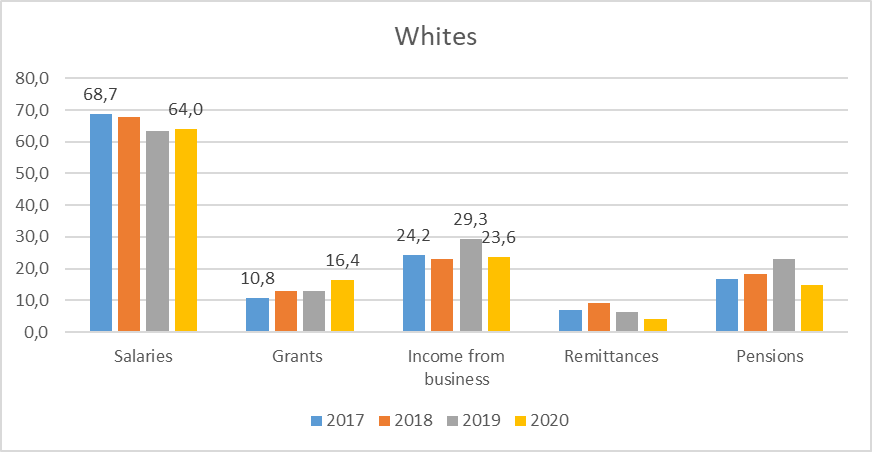 Whites
80,0
70,0
60,0
50,0
40,0
30,0
20,0
10,0
0,0
68,7
64,0
10,8
16,4
24,2
29,3
23,6
Salaries
Grants
Income from
business
Remittances
Pensions
2017
2018
2019
2020